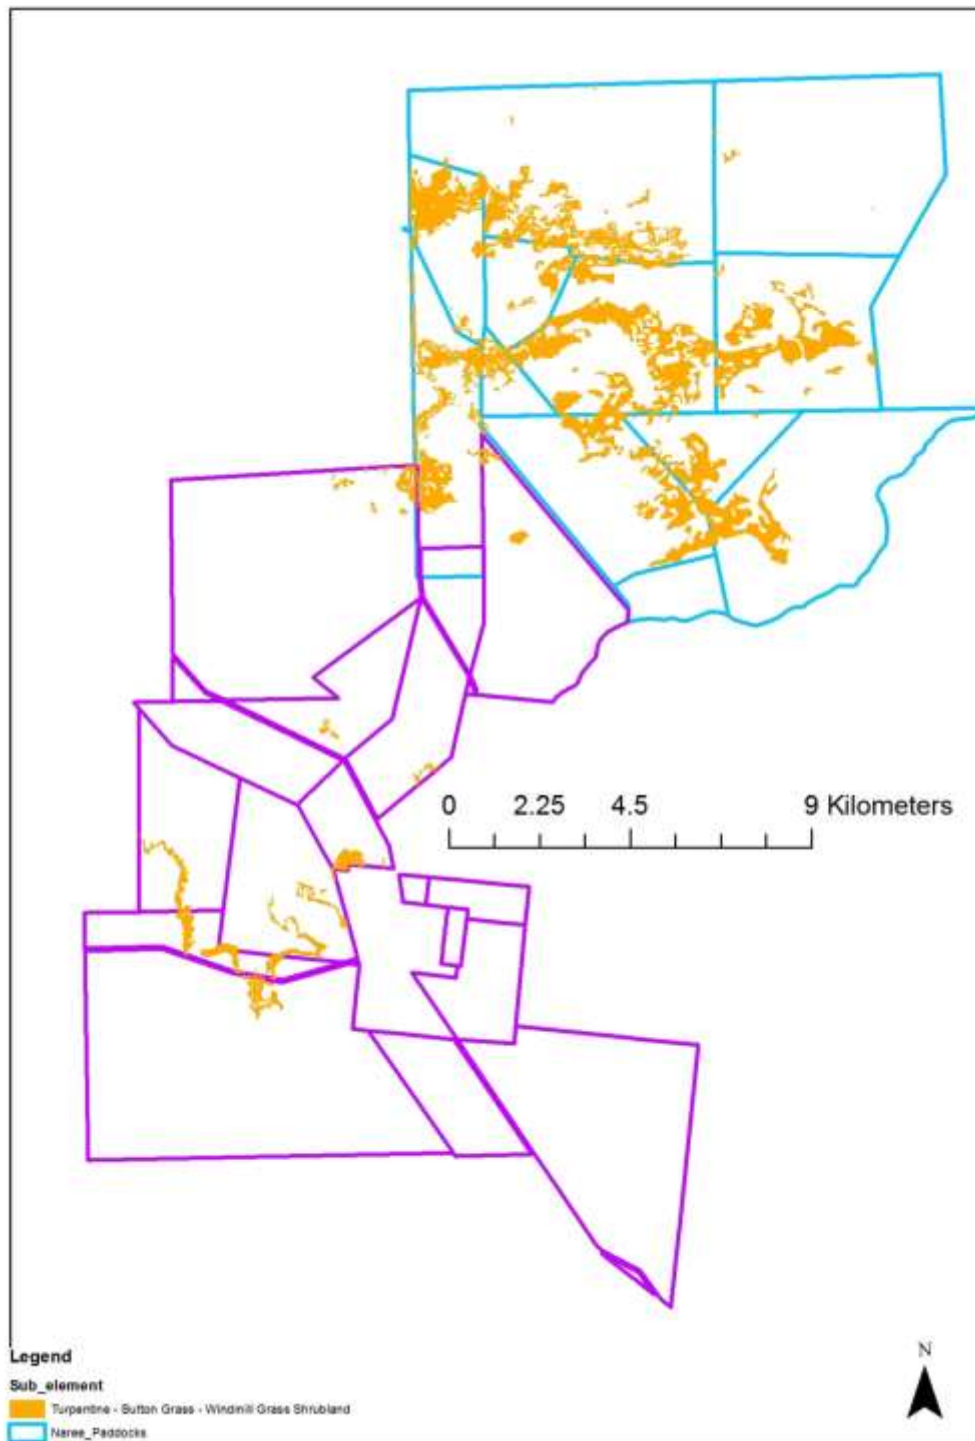 0 2.25 4.5 9 Kilometers
Legend
Sub_element
Turpentine - Button Grass - Windmill Grass Shrubland
Naree_Paddocks
N